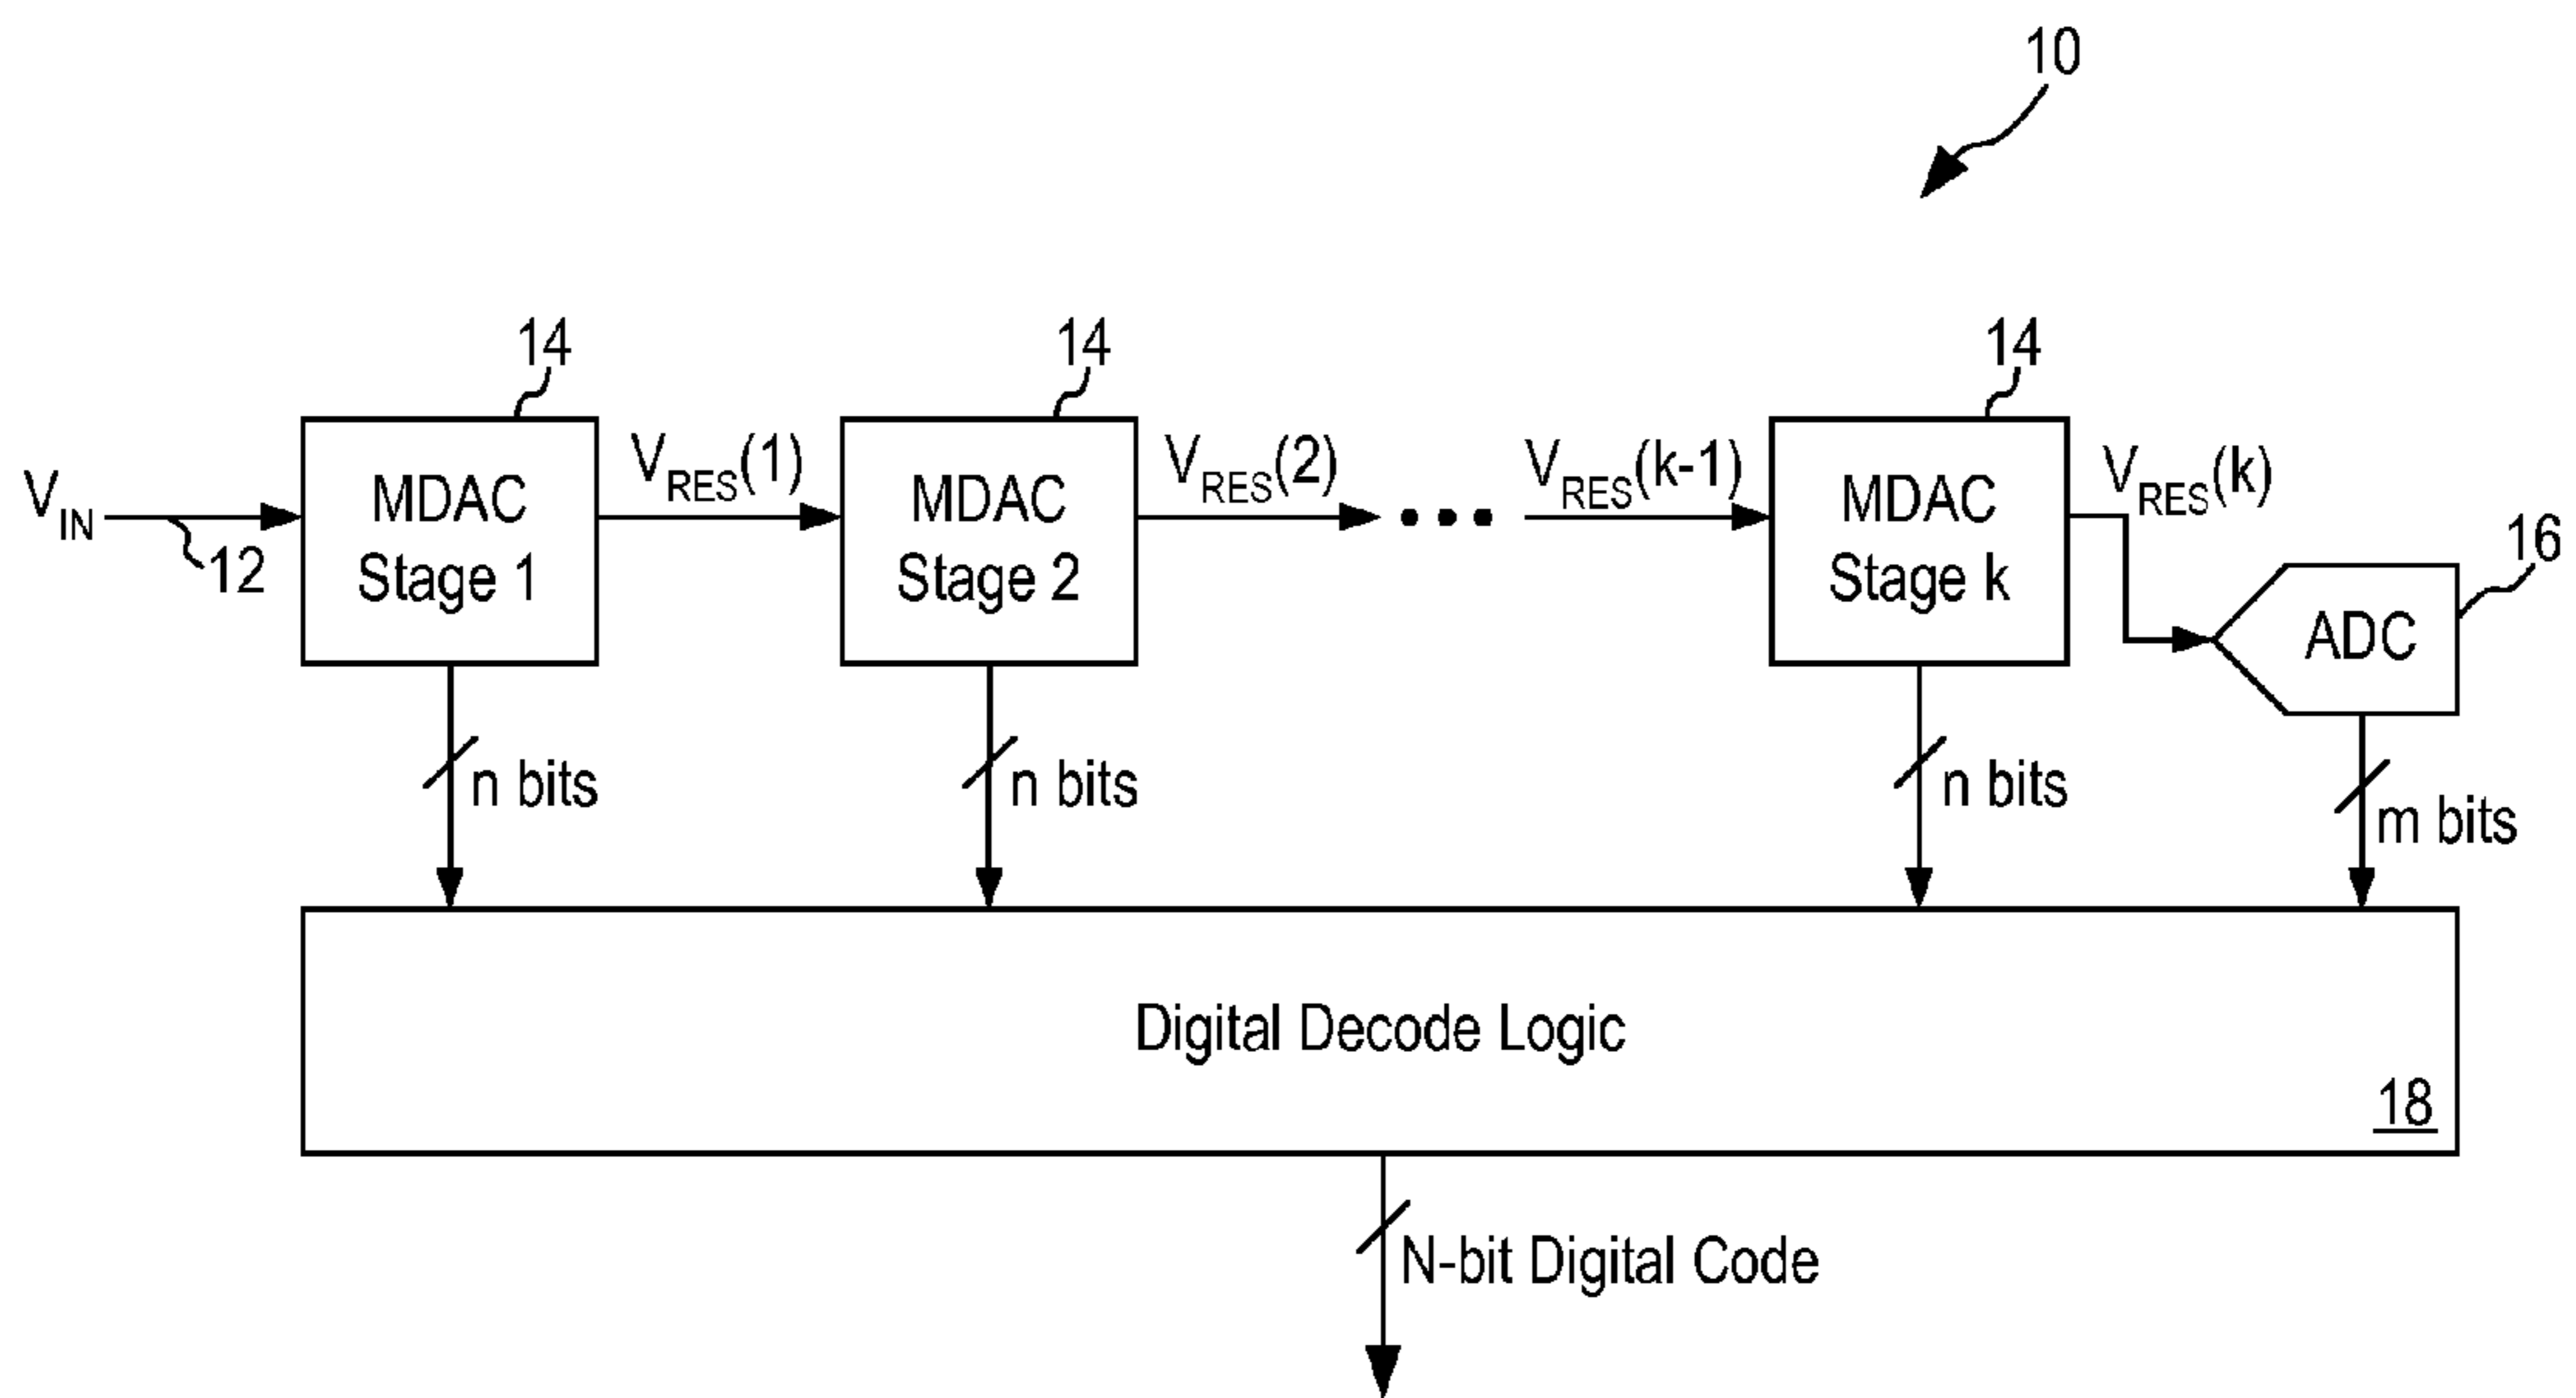 10
14
14
14
V_IN
12
MDAC
Stage 1
V_RES(1)
MDAC
Stage 2
V_RES(2)
V_RES(k-1)
MDAC
Stage k
V_RES(k)
16
ADC
n bits
n bits
n bits
m bits
Digital Decode Logic
18
N-bit Digital Code